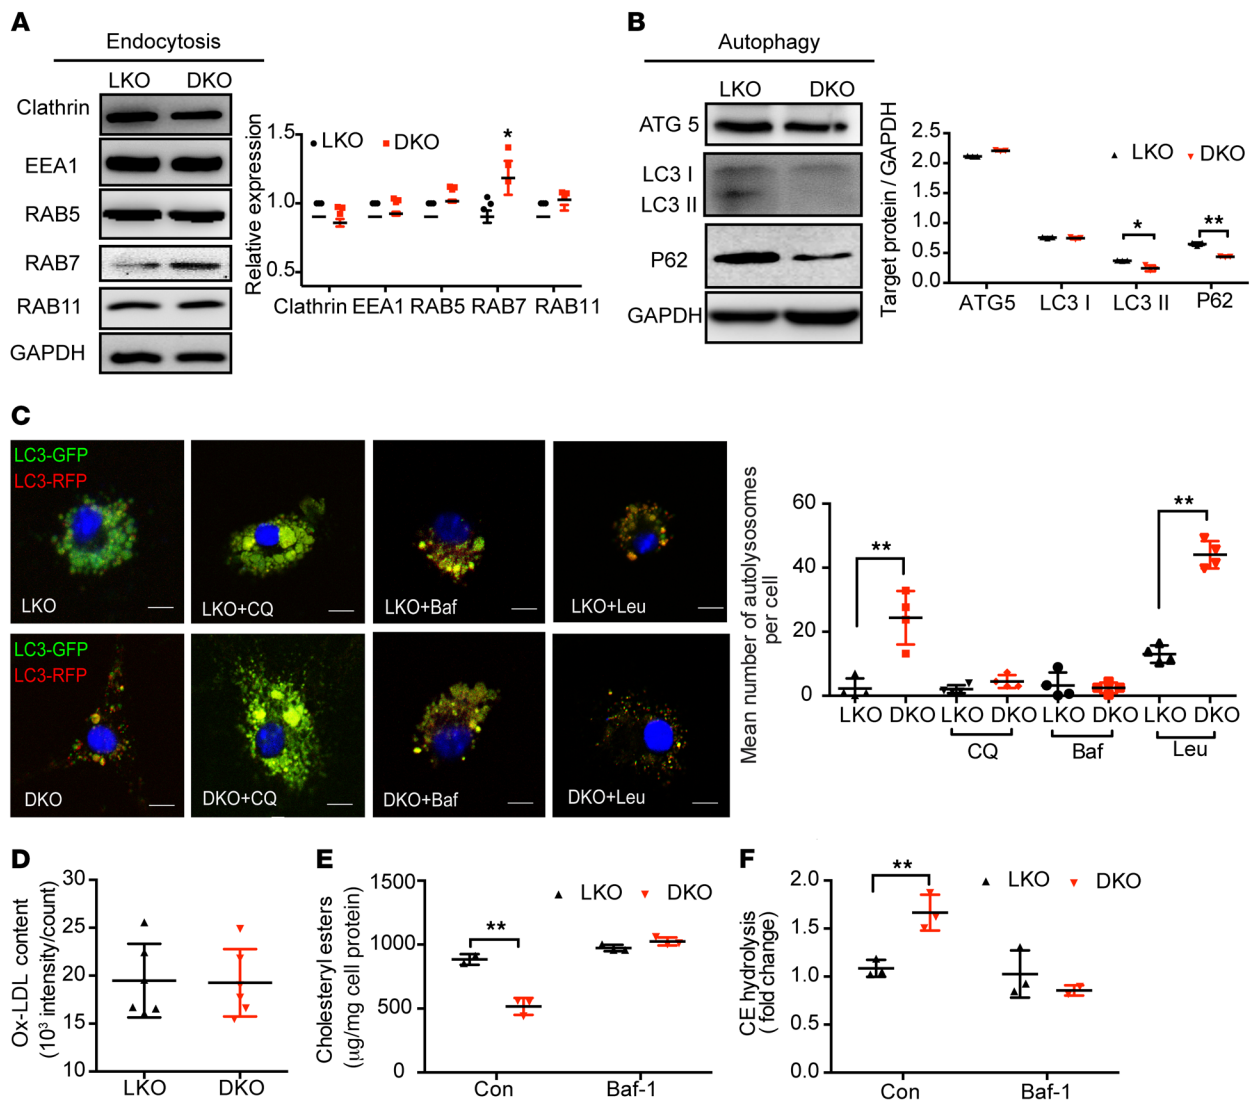 A
Endocytosis
LKO DKO
Clathrin
EEA1
RAB5
RAB7
RAB11
GAPDH
Relative expression
1.5
1.0
0.5
LKO DKO
*
Clathrin EEA1 RAB5 RAB7 RAB11
B
Autophagy
LKO DKO
ATG 5
LC3 I
LC3 II
P62
GAPDH
Target protein / GAPDH
2.5
2.0
1.5
1.0
0.5
0.0
LKO DKO
*
**
ATG5 LC3 I LC3 II P62
C
LC3-GFP
LC3-RFP
LKO
LKO+CQ
LKO+Baf
LKO+Leu
LC3-GFP
LC3-RFP
DKO
DKO+CQ
DKO+Baf
DKO+Leu
Mean number of autolysosomes
per cell
60
40
20
0
**
**
LKO DKO LKO DKO LKO DKO LKO DKO
CQ Baf Leu
D
Ox-LDL content
(10³ intensity/count)
30
25
20
15
10
LKO DKO
E
Cholesteryl esters
(μg/mg cell protein)
1500
1000
500
0
LKO DKO
**
Con Baf-1
F
CE hydrolysis
( fold change)
2.0
1.5
1.0
0.5
0.0
**
LKO DKO
Con Baf-1